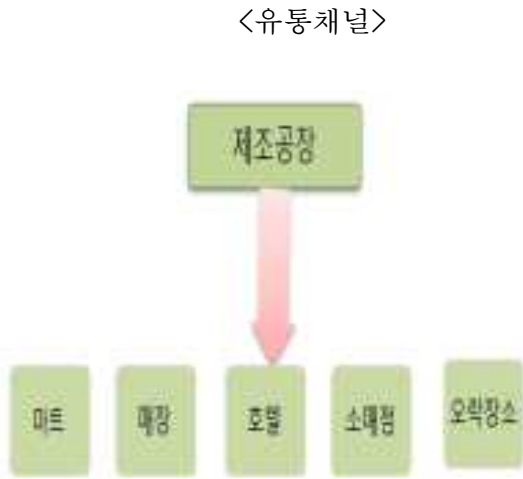 <유통채널>
제조공장
마트
매장
호텔
소매점
오락장소